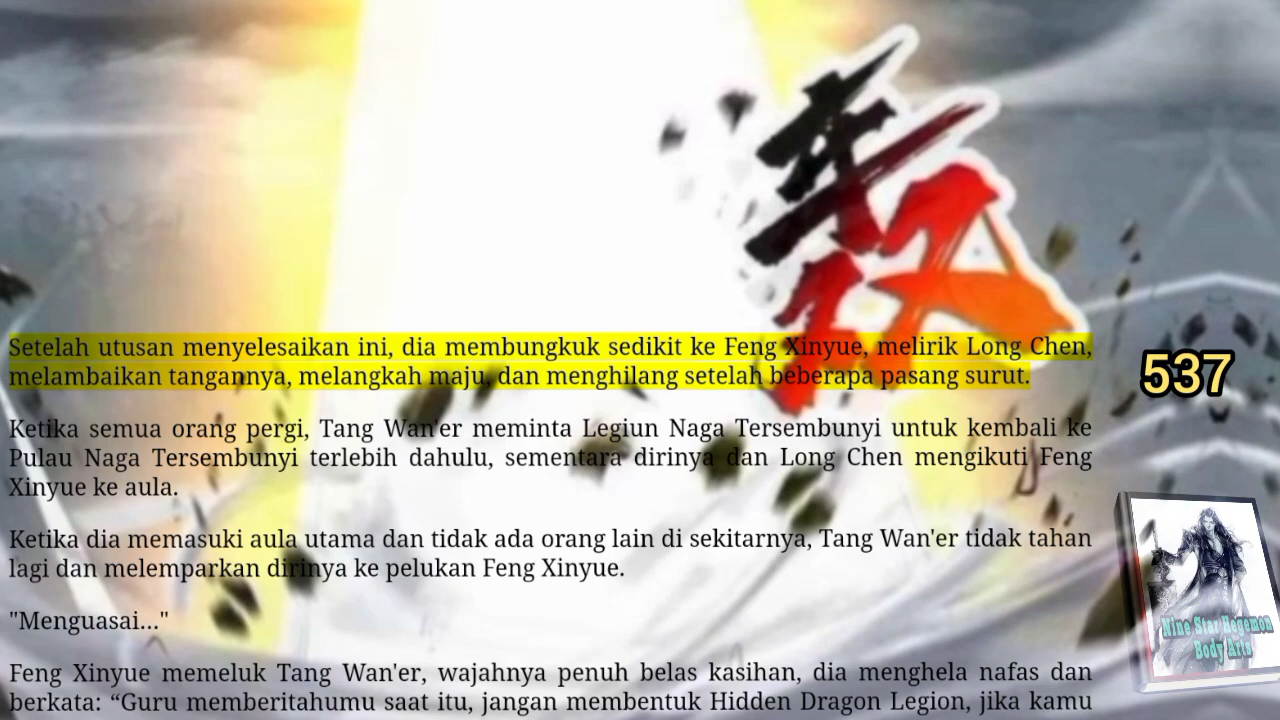 Setelah utusan menyelesaikan ini, dia membungkuk sedikit ke Feng Xinyue, melirik Long Chen,
melambaikan tangannya, melangkah maju, dan menghilang setelah beberapa pasang surut.
Ketika semua orang pergi, Tang Wan'er meminta Legiun Naga Tersembunyi untuk kembali ke
Pulau Naga Tersembunyi terlebih dahulu, sementara dirinya dan Long Chen mengikuti Feng
Xinyue ke aula.
Ketika dia memasuki aula utama dan tidak ada orang lain di sekitarnya, Tang Wan'er tidak tahan
lagi dan melemparkan dirinya ke pelukan Feng Xinyue.
"Menguasai..."
Feng Xinyue memeluk Tang Wan'er, wajahnya penuh belas kasihan, dia menghela nafas dan
berkata: “Guru memberitahumu saat itu, jangan membentuk Hidden Dragon Legion, jika kamu
537
Nine Star Hegemon
Body Arts